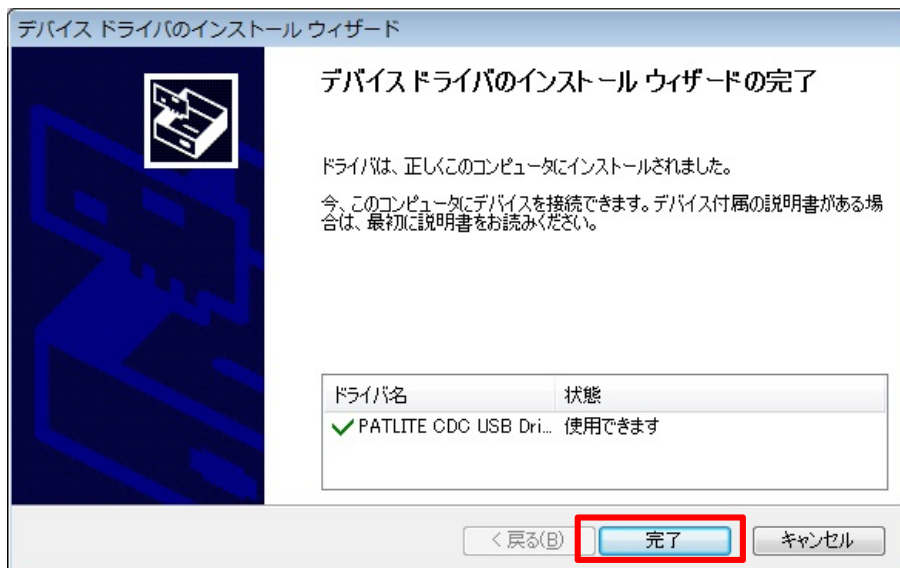 デバイス ドライバのインストール ウィザード
デバイス ドライバのインストール ウィザードの完了
ドライバは、正しくこのコンピュータにインストールされました。
今、このコンピュータにデバイスを接続できます。デバイス付属の説明書がある場
合は、最初に説明書をお読みください。
ドライバ名 状態
PATLITE CDC USB Dri... 使用できます
< 戻る(B) 完了 キャンセル